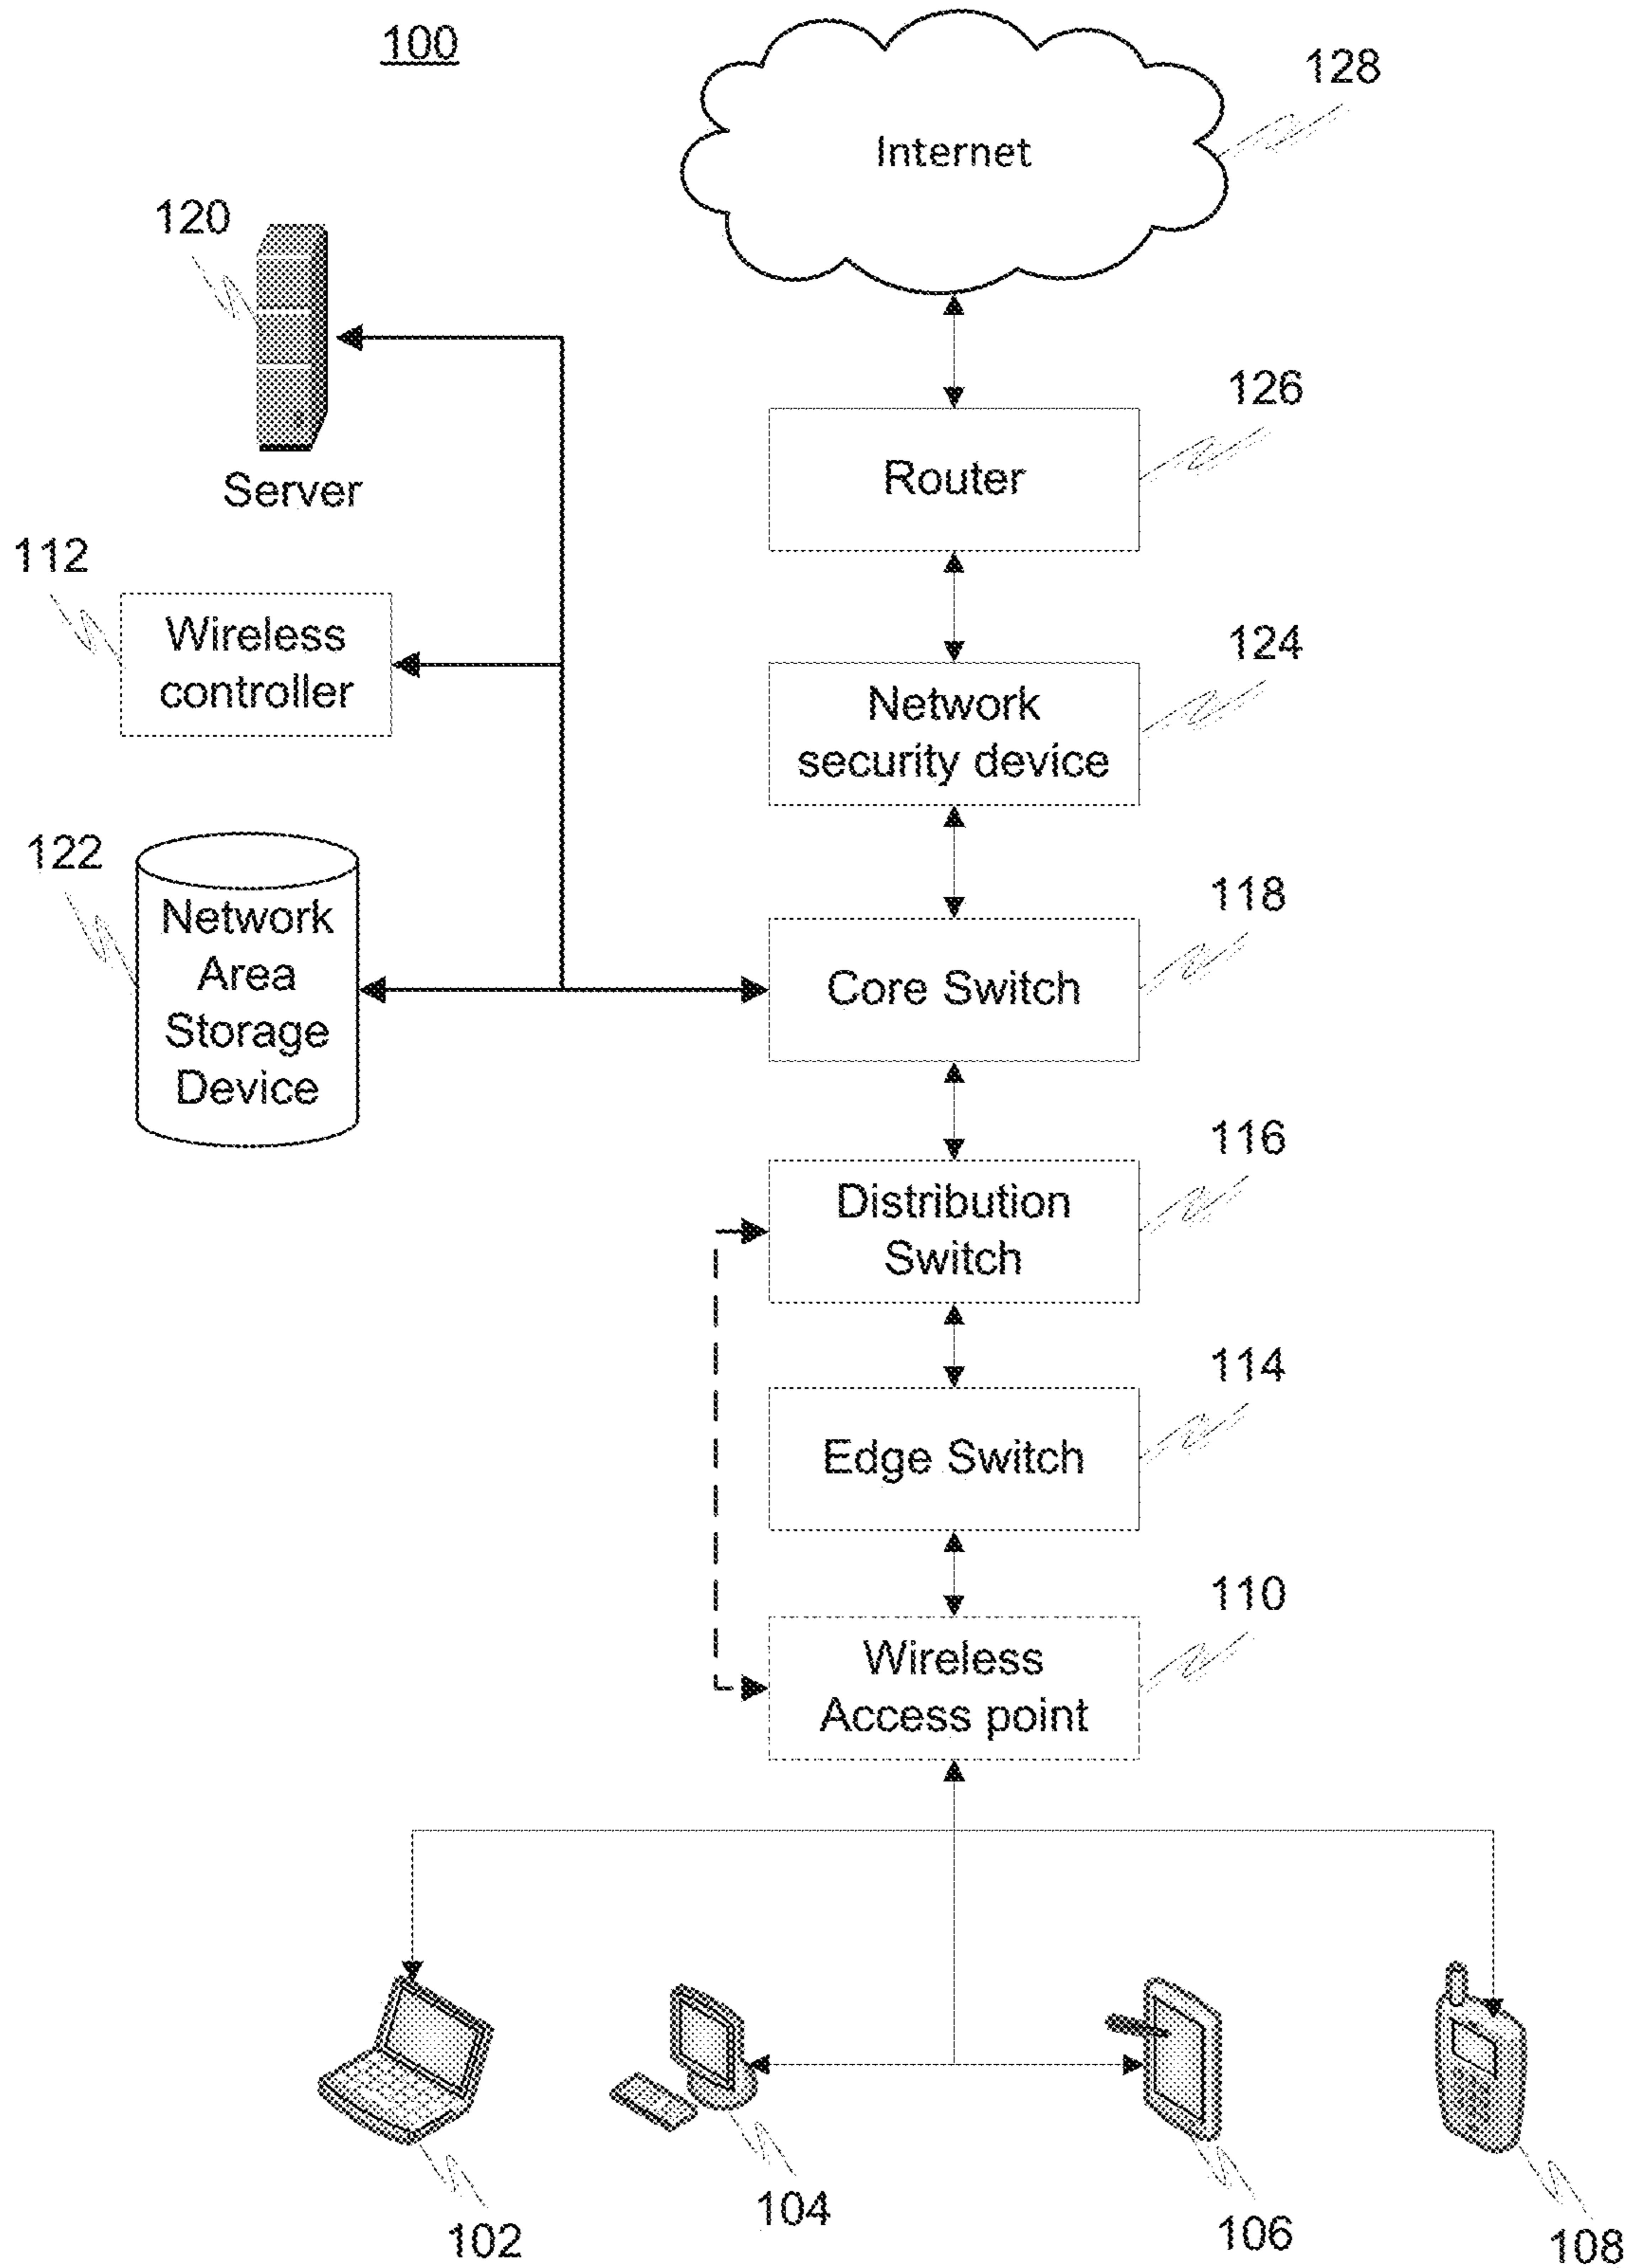 100
128
Internet
120
Server
126
Router
112
Wireless
controller
124
Network
security device
122
Network
Area
Storage
Device
118
Core Switch
116
Distribution
Switch
114
Edge Switch
110
Wireless
Access point
102
104
106
108